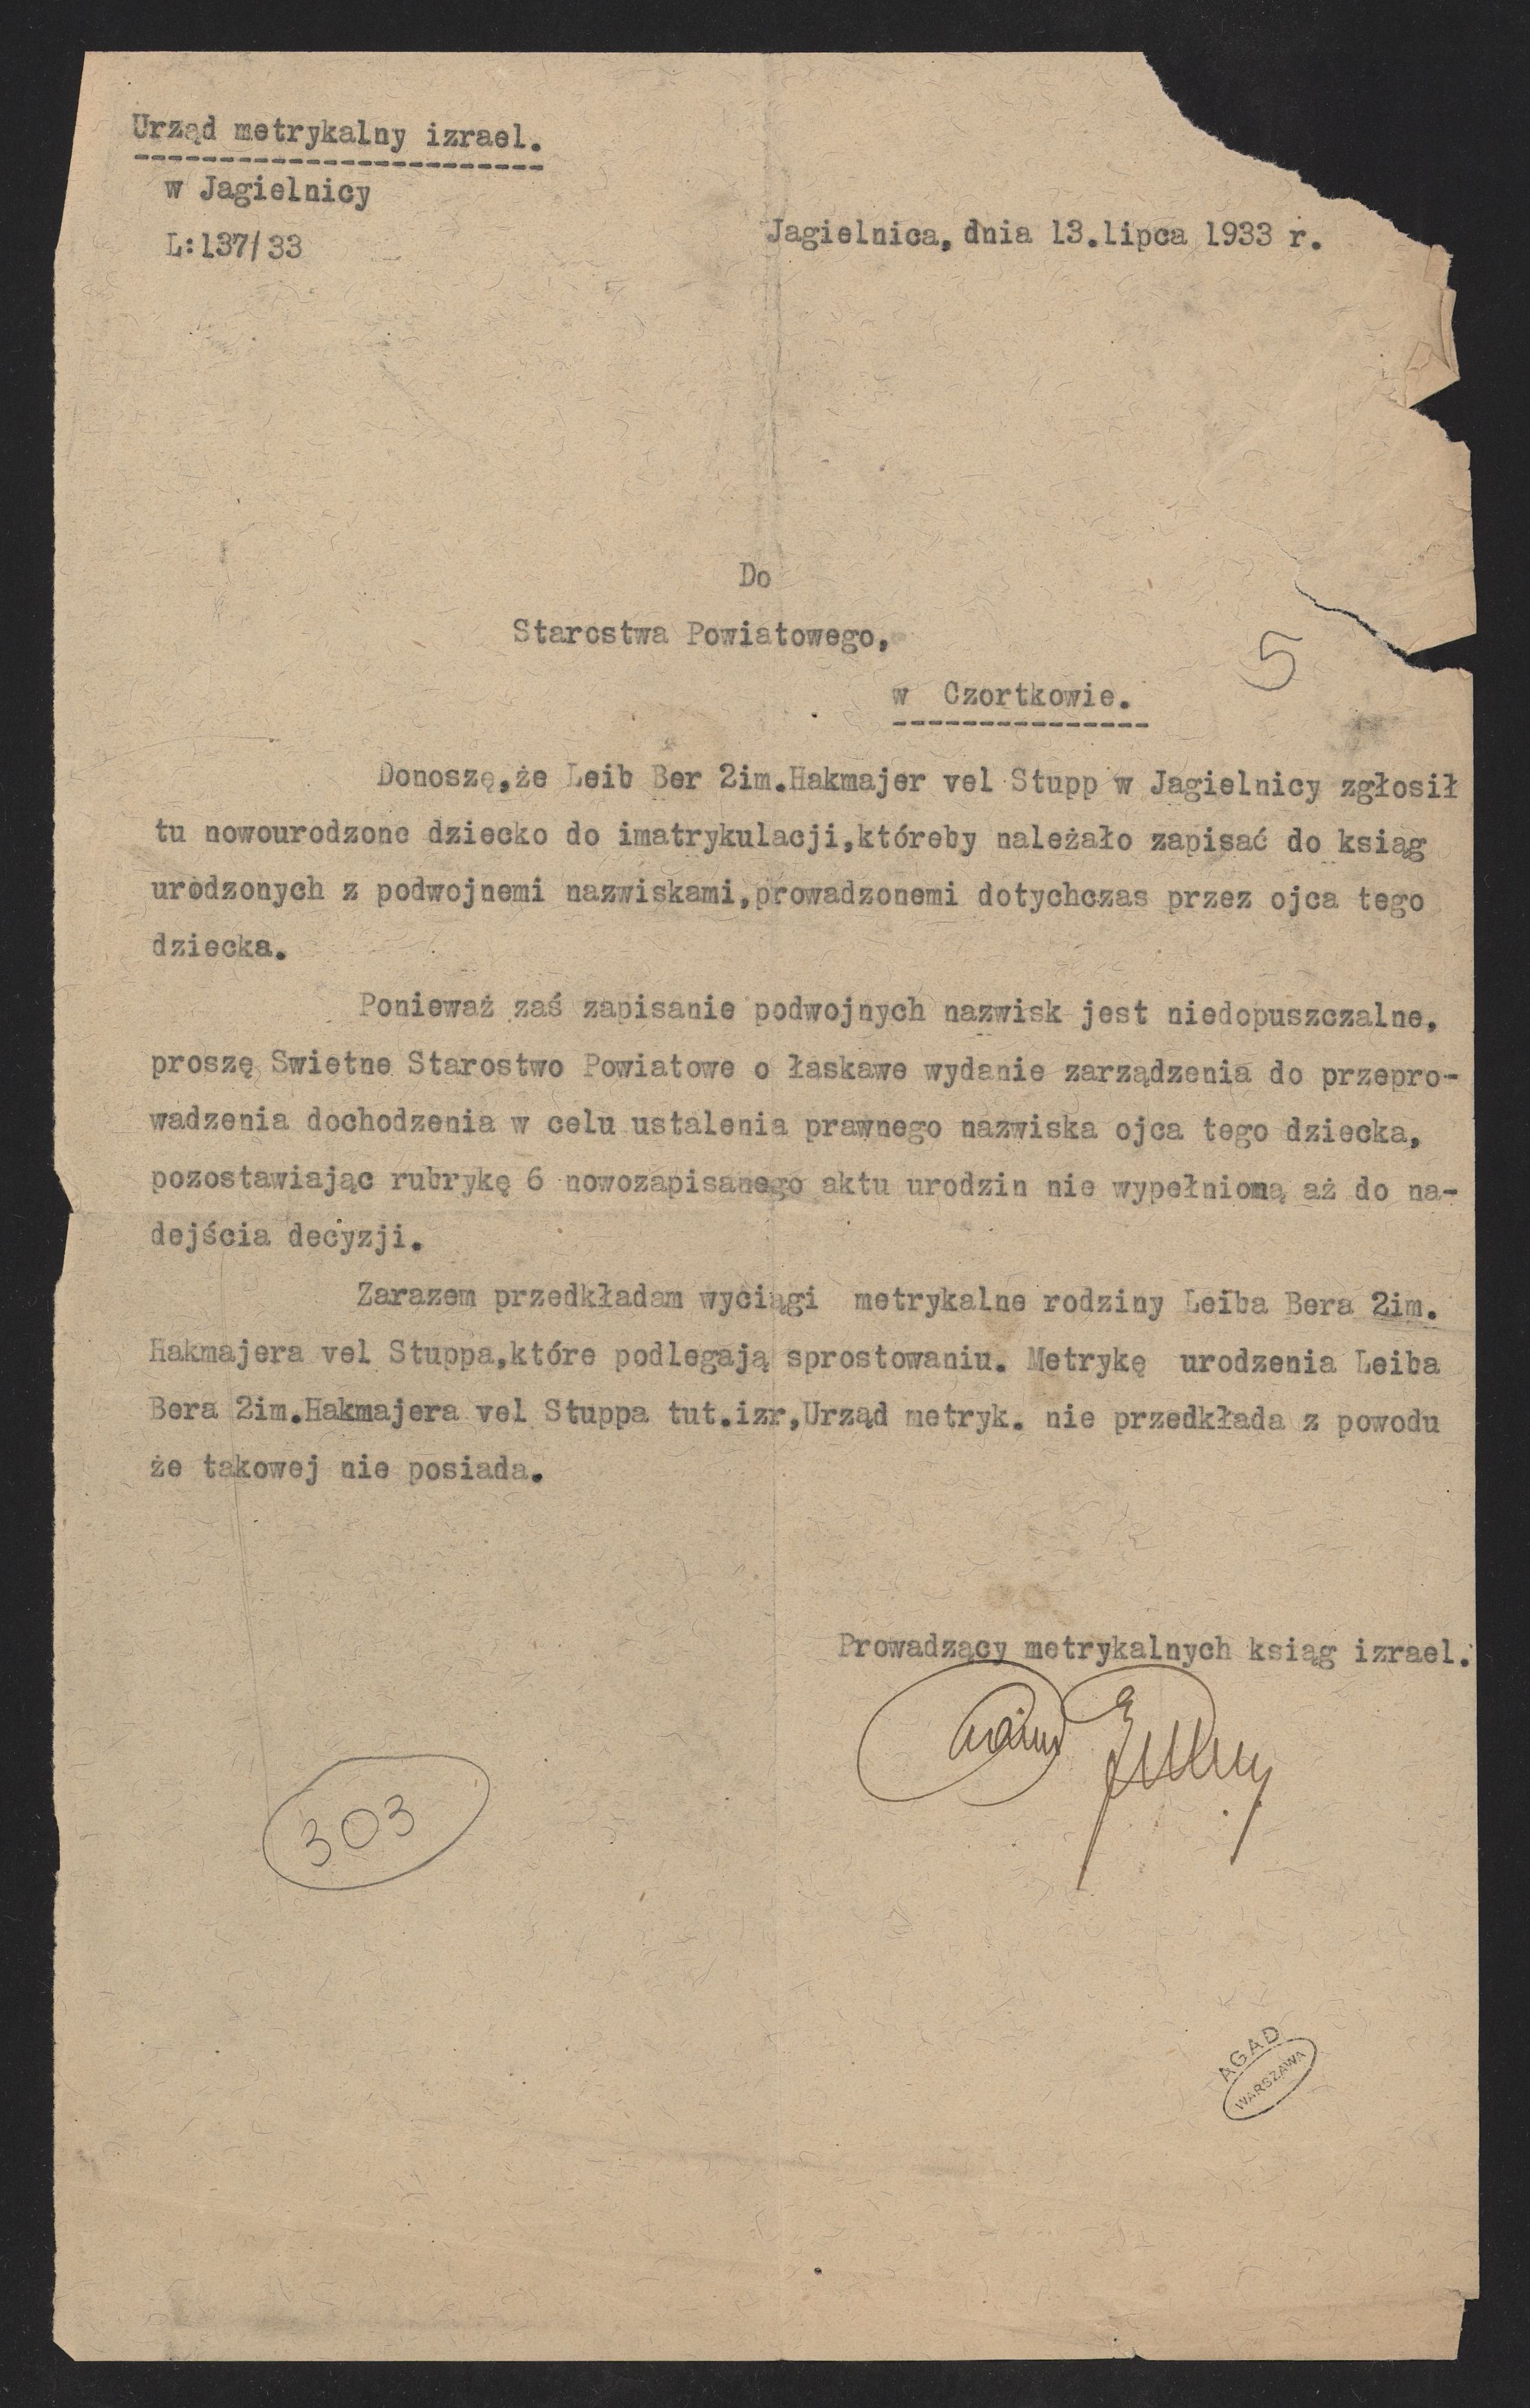 Urząd metrykalny izrael.
w Jagielnicy
L:137/33
Jagielnica, dnia 13.lipca 1933 r.
Do
Starostwa Powiatowego,
5
w Czortkowie.
Donoszę,że Leib Ber 2im.Hakmajer vel Stupp w Jagielnicy zgłosił
tu nowourodzone dziecko do imatrykulacji,któreby należało zapisać do ksiąg
urodzonych z podwojnemi nazwiskami,prowadzonemi dotychczas przez ojca tego
dziecka.
Ponieważ zaś zapisanie podwojnych nazwisk jest niedopuszczalne,
proszę Swietne Starostwo Powiatowe o łaskawe wydanie zarządzenia do przepro-
wadzenia dochodzenia w celu ustalenia prawnego nazwiska ojca tego dziecka,
pozostawiając rubrykę 6 nowozapisanego aktu urodzin nie wypełnioną aż do na-
dejścia decyzji.
Zarazem przedkładam wyciągi metrykalne rodziny Leiba Bera 2im.
Hakmajera vel Stuppa,które podlegają sprostowaniu. Metrykę urodzenia Leiba
Bera 2im.Hakmajera vel Stuppa tut.izr,Urząd metryk. nie przedkłada z powodu
że takowej nie posiada.
Prowadzący metrykalnych ksiąg izrael.
303
AGAD
WARSZAWA